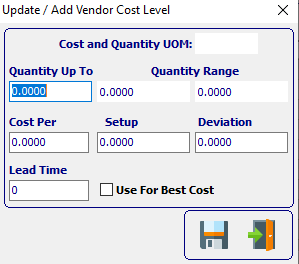 Update / Add Vendor Cost Level
Cost and Quantity UOM:
Quantity Up To Quantity Range
0.0000 0.0000 0.0000
Cost Per Setup Deviation
0.0000 0.0000 0.0000
Lead Time
0 Use For Best Cost